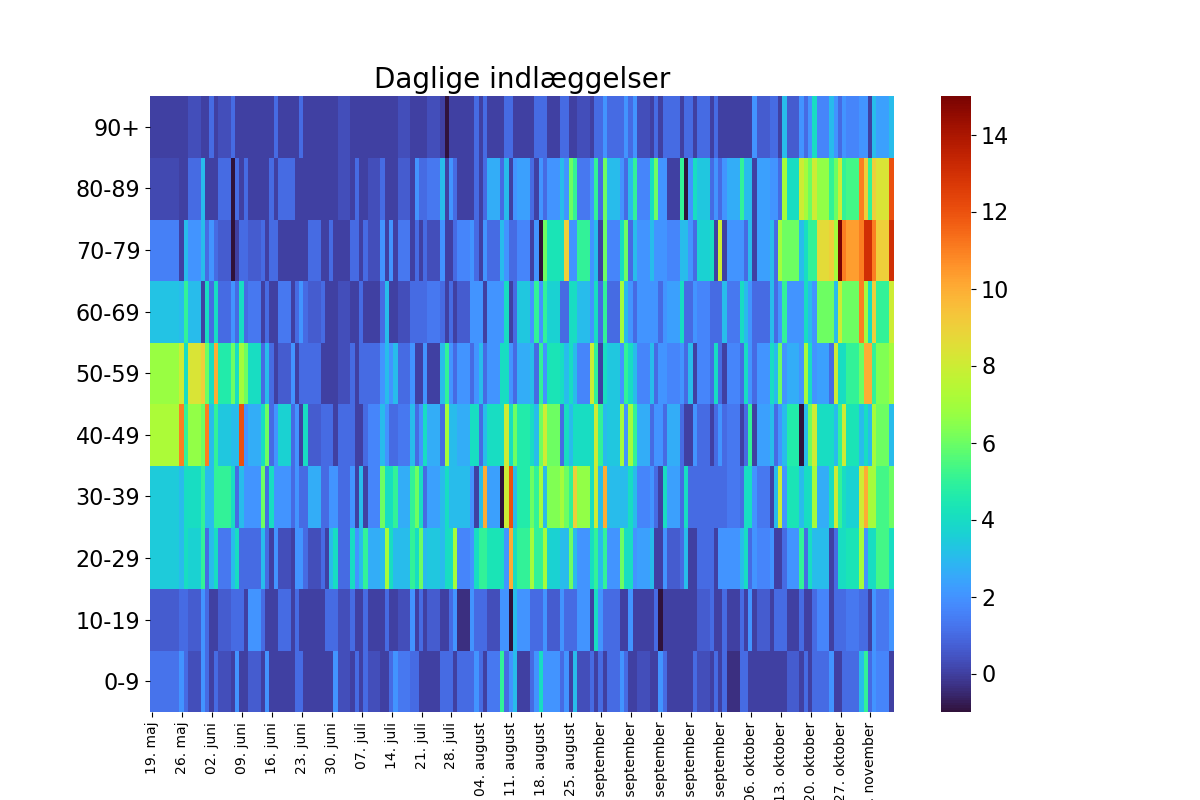 Daglige indlæggelser
90+
80-89
70-79
60-69
50-59
40-49
30-39
20-29
10-19
0-9
14
12
10
8
6
4
2
0
19. maj
26. maj
02. juni
09. juni
16. juni
23. juni
30. juni
07. juli
14. juli
21. juli
28. juli
04. august
11. august
18. august
25. august
september
september
september
september
september
06. oktober
13. oktober
20. oktober
27. oktober
. november